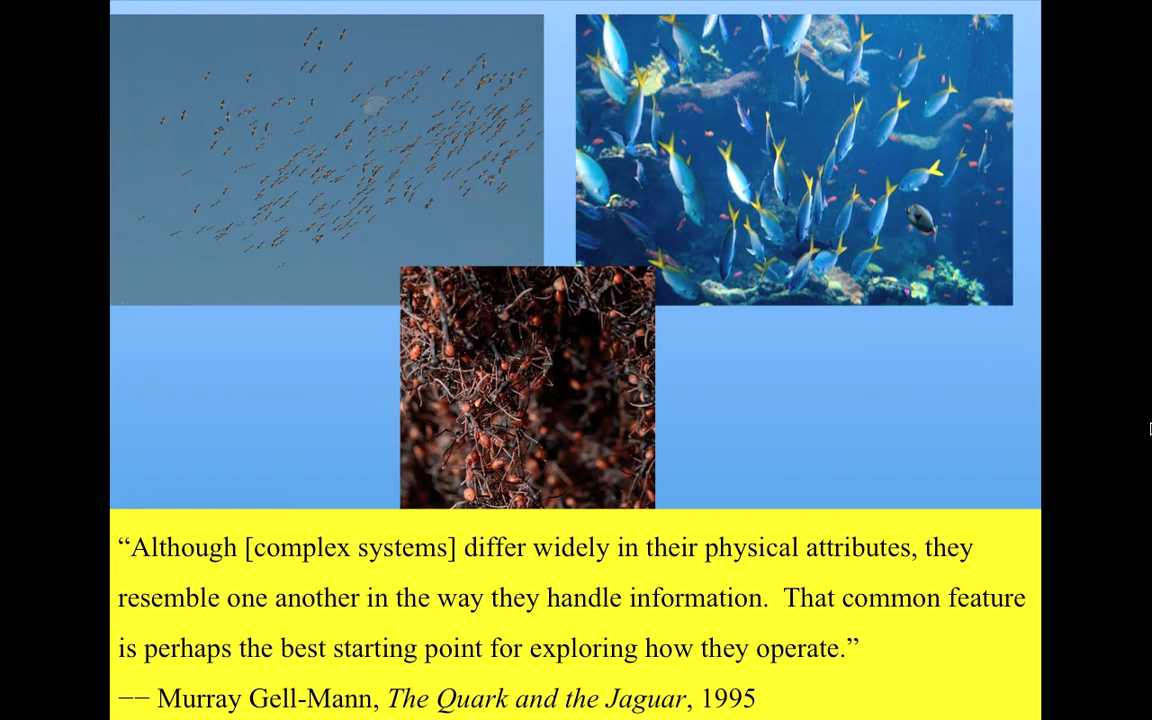 “Although [complex systems] differ widely in their physical attributes, they
resemble one another in the way they handle information.  That common feature
is perhaps the best starting point for exploring how they operate.”
−− Murray Gell-Mann, The Quark and the Jaguar, 1995